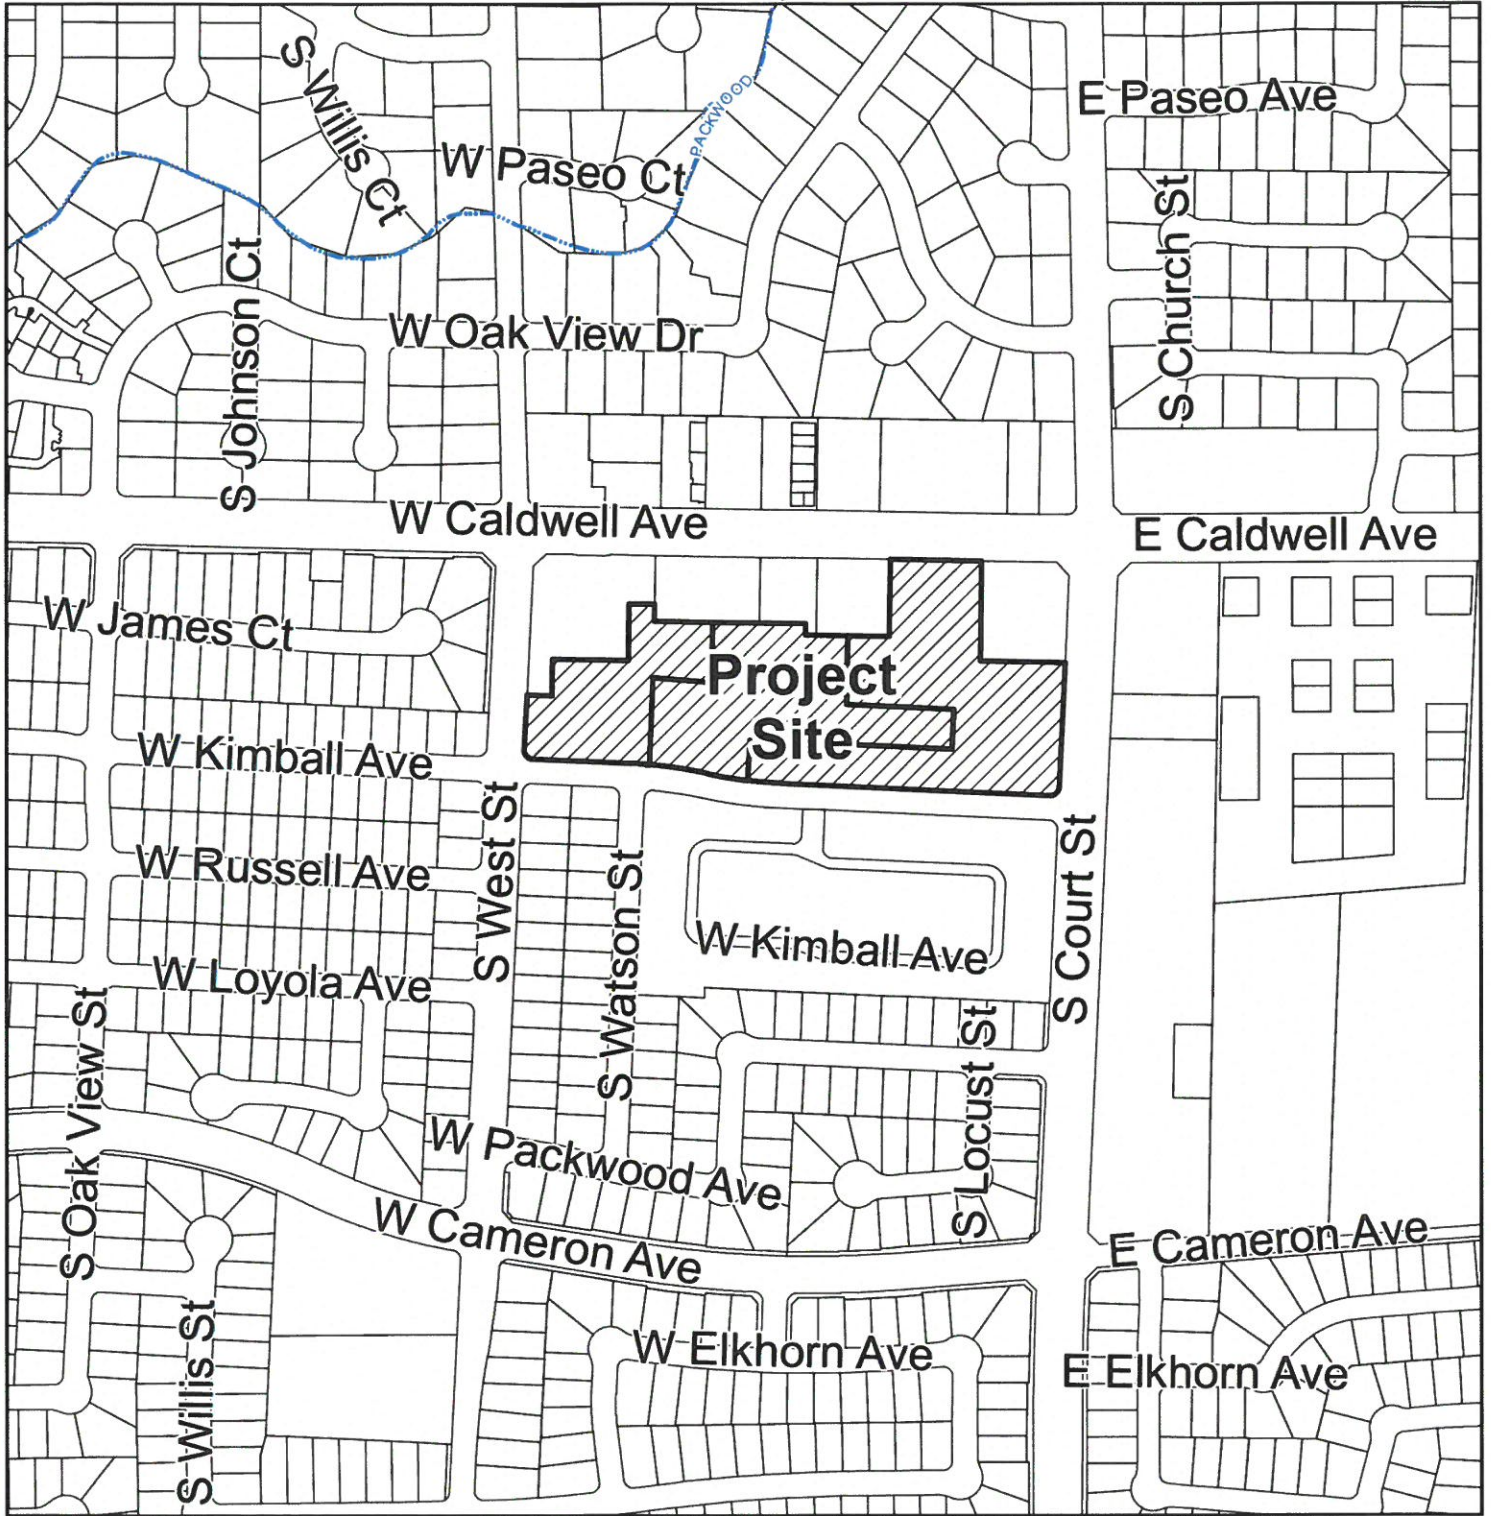 S Willis Ct
PACKWOOD
E Paseo Ave
W Paseo Ct
S Church St
S Johnson Ct
W Oak View Dr
W Caldwell Ave
E Caldwell Ave
W James Ct
Project
Site
W Kimball Ave
S West St
W Russell Ave
S Watson St
S Court St
W Kimball Ave
W Loyola Ave
S Oak View St
S Locust St
W Packwood Ave
W Cameron Ave
E Cameron Ave
S Willis St
W Elkhorn Ave
E Elkhorn Ave